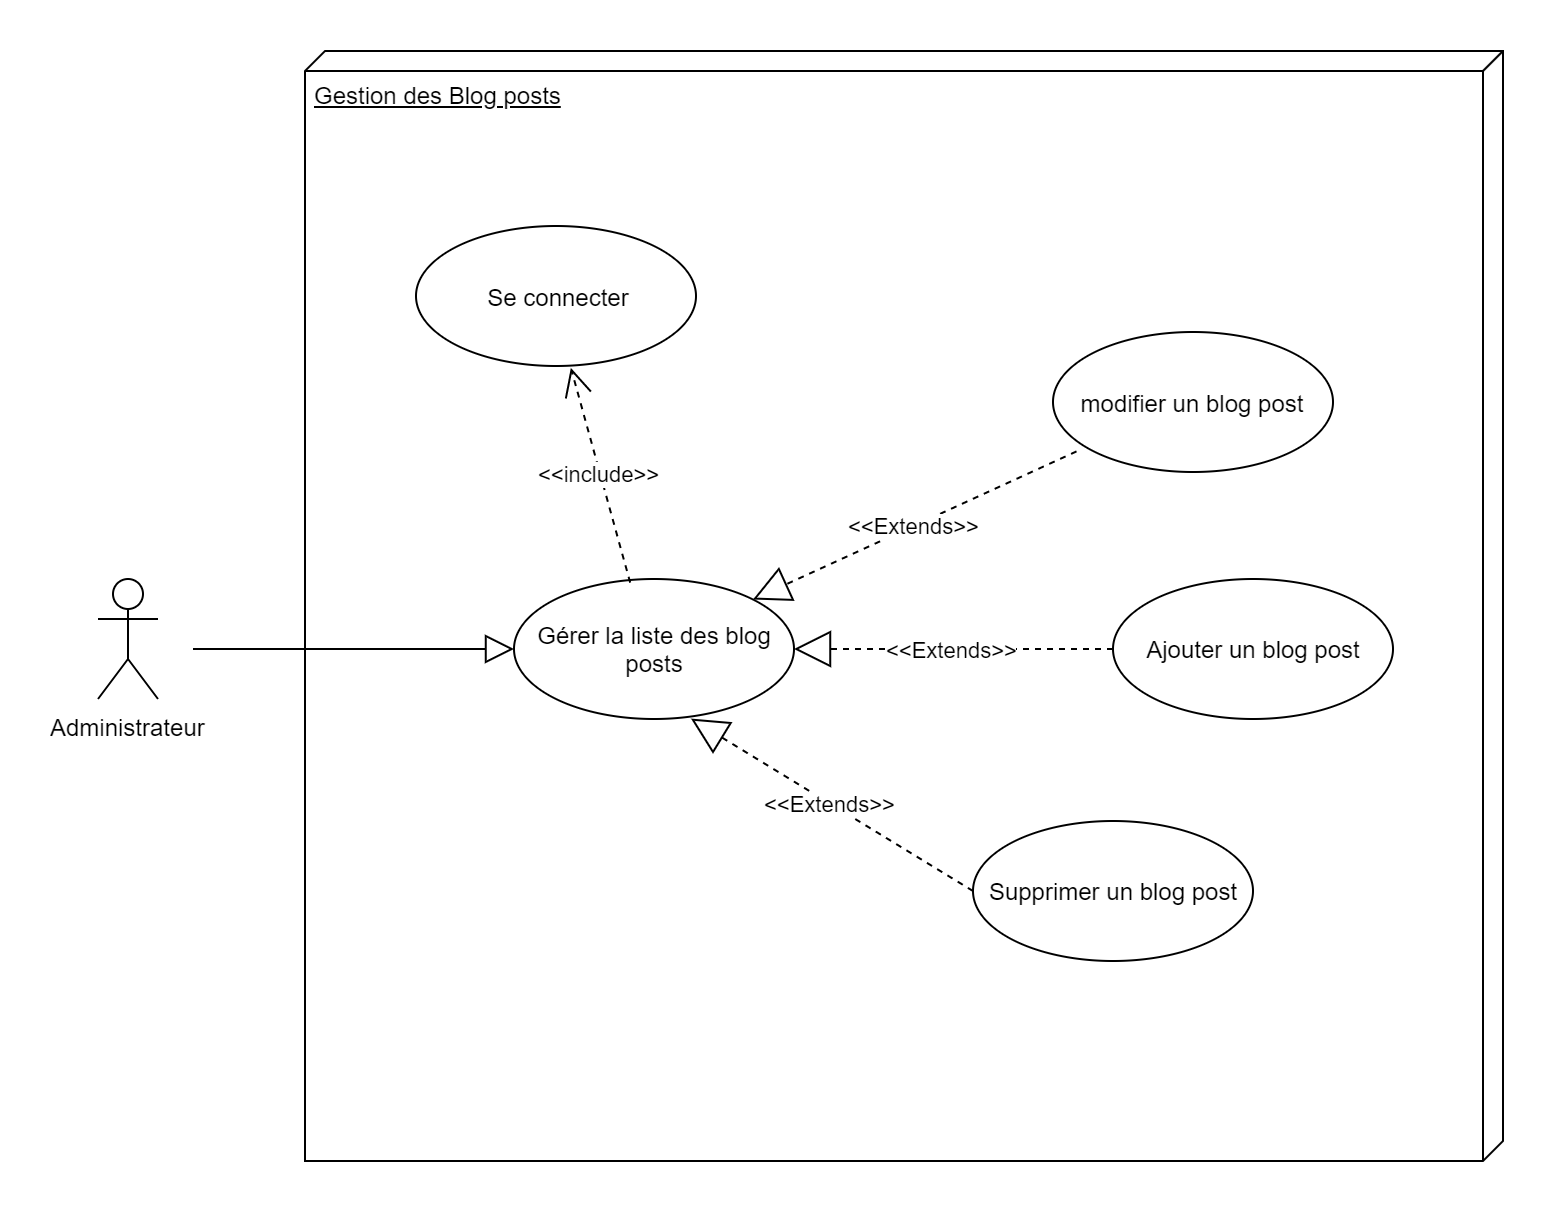 Gestion des Blog posts
Se connecter
modifier un blog post
<<include>>
<<Extends>>
Gérer la liste des blog
posts
<<Extends>>
Ajouter un blog post
Administrateur
<<Extends>>
Supprimer un blog post